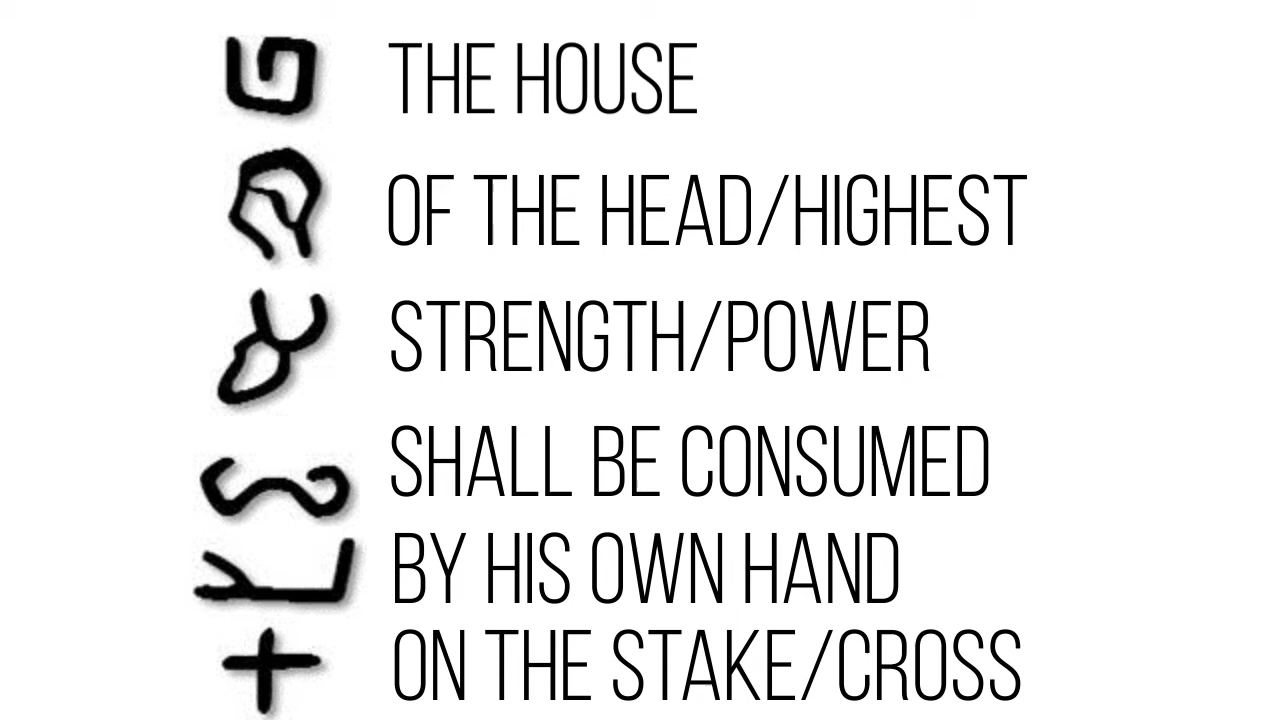 THE HOUSE
OF THE HEAD/HIGHEST
STRENGTH/POWER
SHALL BE CONSUMED
BY HIS OWN HAND
ON THE STAKE/CROSS